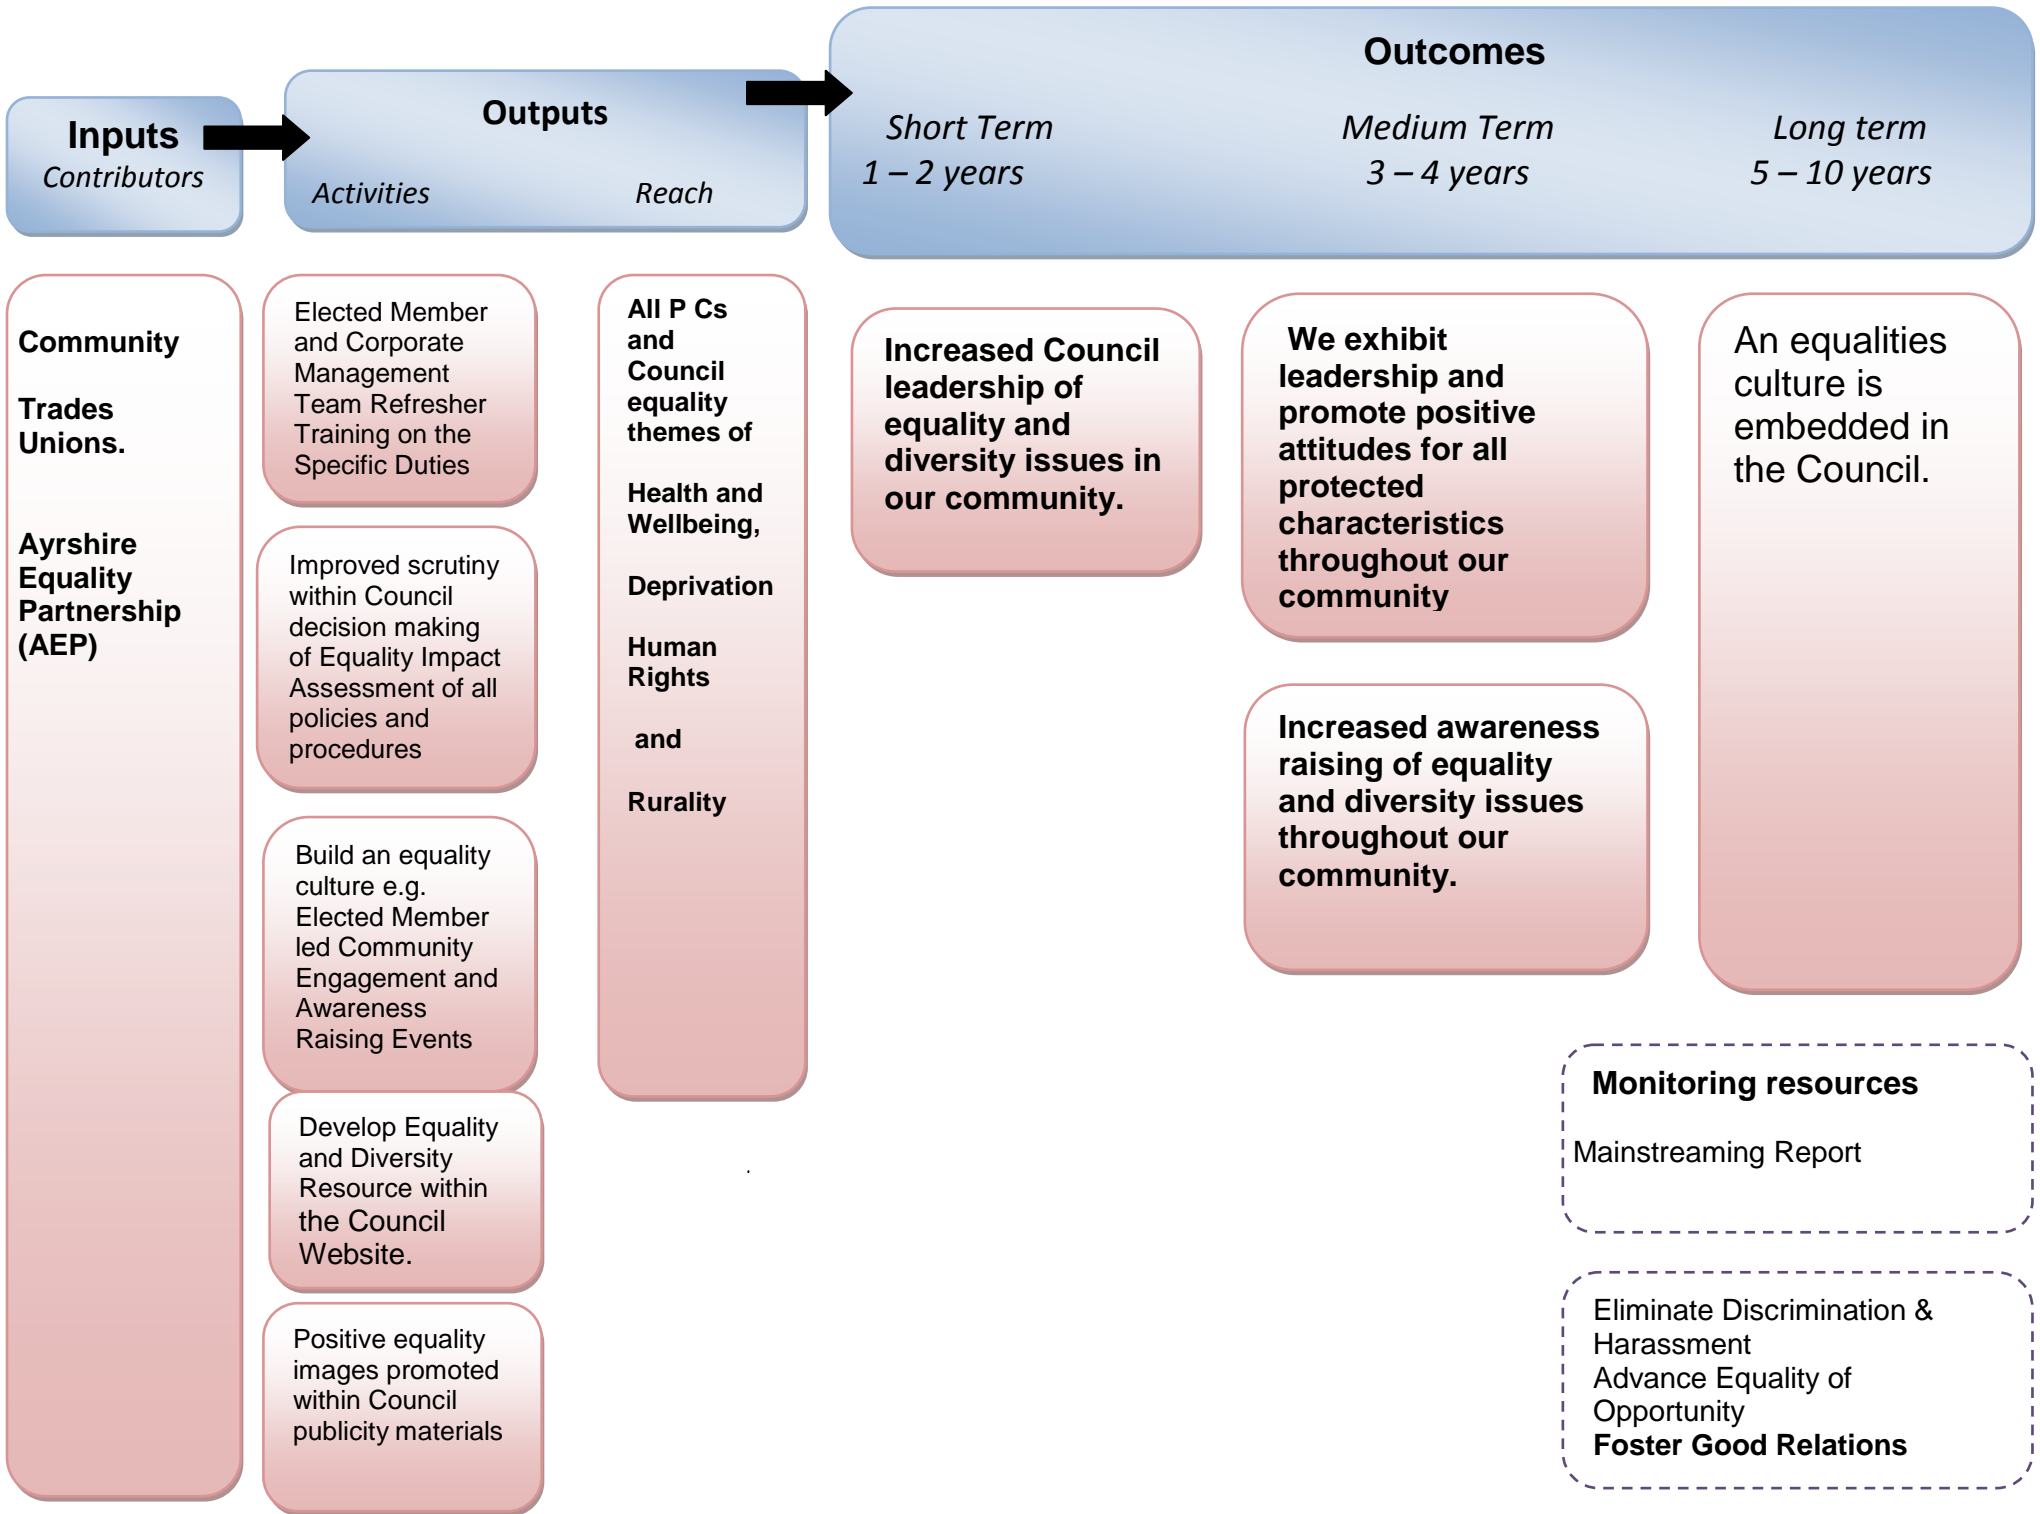 Inputs
Contributors
Outputs
Activities Reach
Outcomes
Short Term Medium Term Long term
1 – 2 years 3 – 4 years 5 – 10 years
Community
Trades
Unions.
Ayrshire
Equality
Partnership
(AEP)
Elected Member
and Corporate
Management
Team Refresher
Training on the
Specific Duties
Improved scrutiny
within Council
decision making
of Equality Impact
Assessment of all
policies and
procedures
Build an equality
culture e.g.
Elected Member
led Community
Engagement and
Awareness
Raising Events
Develop Equality
and Diversity
Resource within
the Council
Website.
Positive equality
images promoted
within Council
publicity materials
All P Cs
and
Council
equality
themes of
Health and
Wellbeing,
Deprivation
Human
Rights
and
Rurality
.
Increased Council
leadership of
equality and
diversity issues in
our community.
We exhibit
leadership and
promote positive
attitudes for all
protected
characteristics
throughout our
community
Increased awareness
raising of equality
and diversity issues
throughout our
community.
An equalities
culture is
embedded in
the Council.
Monitoring resources
Mainstreaming Report
Eliminate Discrimination &
Harassment
Advance Equality of
Opportunity
Foster Good Relations